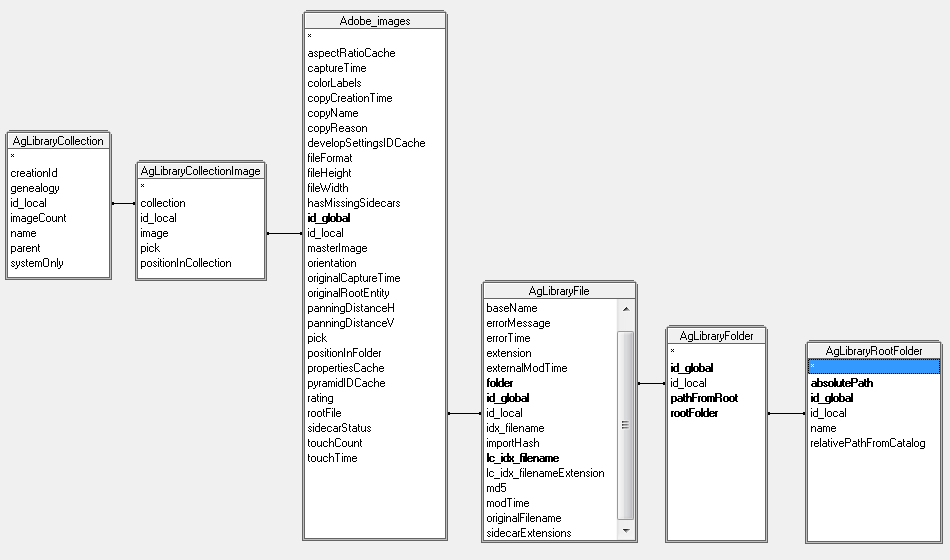 AgLibraryCollection
*
creationId
genealogy
id_local
imageCount
name
parent
systemOnly
AgLibraryCollectionImage
*
collection
id_local
image
pick
positionInCollection
Adobe_images
*
aspectRatioCache
captureTime
colorLabels
copyCreationTime
copyName
copyReason
developSettingsIDCache
fileFormat
fileHeight
fileWidth
hasMissingSidecars
id_global
id_local
masterImage
orientation
originalCaptureTime
originalRootEntity
panningDistanceH
panningDistanceV
pick
positionInFolder
propertiesCache
pyramidIDCache
rating
rootFile
sidecarStatus
touchCount
touchTime
AgLibraryFile
baseName
errorMessage
errorTime
extension
externalModTime
folder
id_global
id_local
idx_filename
importHash
lc_idx_filename
lc_idx_filenameExtension
md5
modTime
originalFilename
sidecarExtensions
AgLibraryFolder
*
id_global
id_local
pathFromRoot
rootFolder
AgLibraryRootFolder
*
absolutePath
id_global
id_local
name
relativePathFromCatalog